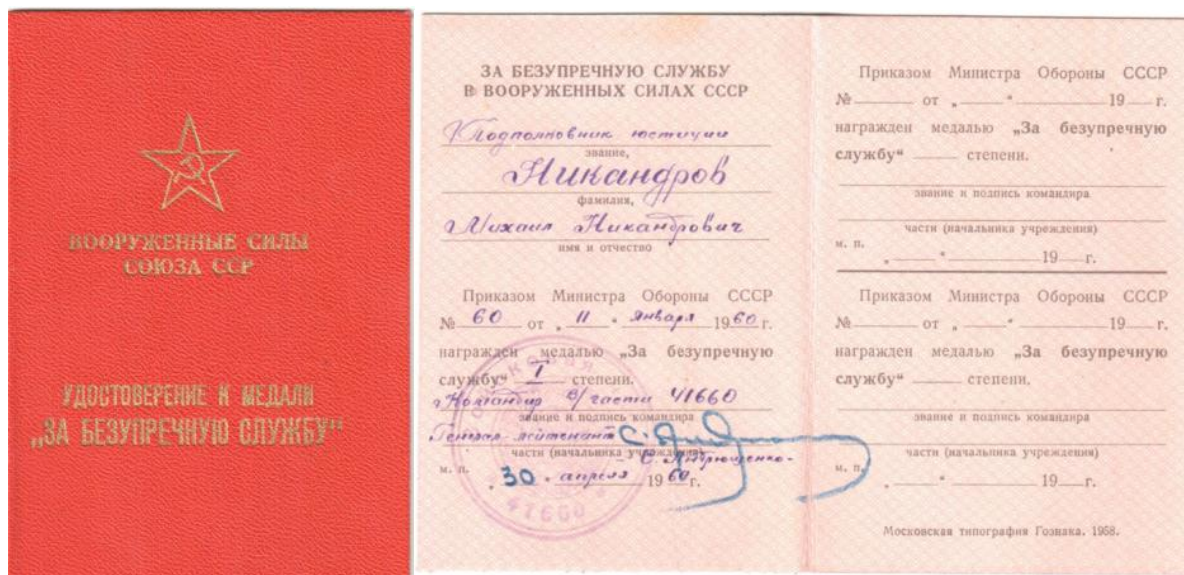 ВООРУЖЕННЫЕ СИЛЫ
СОЮЗА ССР
УДОСТОВЕРЕНИЕ К МЕДАЛИ
„ЗА БЕЗУПРЕЧНУЮ СЛУЖБУ“
ЗА БЕЗУПРЕЧНУЮ СЛУЖБУ
В ВООРУЖЕННЫХ СИЛАХ СССР
Подполковник юстиции
звание,
Никандров
фамилия,
Михаил Никандрович
имя и отчество
Приказом Министра Обороны СССР
№ 60 от „ 11 “ января 1960 г.
награжден медалью „За безупречную
службу“ I степени.
Командир в/части 41660
звание и подпись командира
Генерал-лейтенант
части (начальника учреждения)
С. Андрющенко
м. п.
„ 30 “ апреля 1960 г.
41660
Приказом Министра Обороны СССР
№ от „ “ 19 г.
награжден медалью „За безупречную
службу“ степени.
звание и подпись командира
части (начальника учреждения)
м. п.
„ “ 19 г.
Приказом Министра Обороны СССР
№ от „ “ 19 г.
награжден медалью „За безупречную
службу“ степени.
звание и подпись командира
части (начальника учреждения)
м. п.
„ “ 19 г.
Московская типография Гознака. 1958.